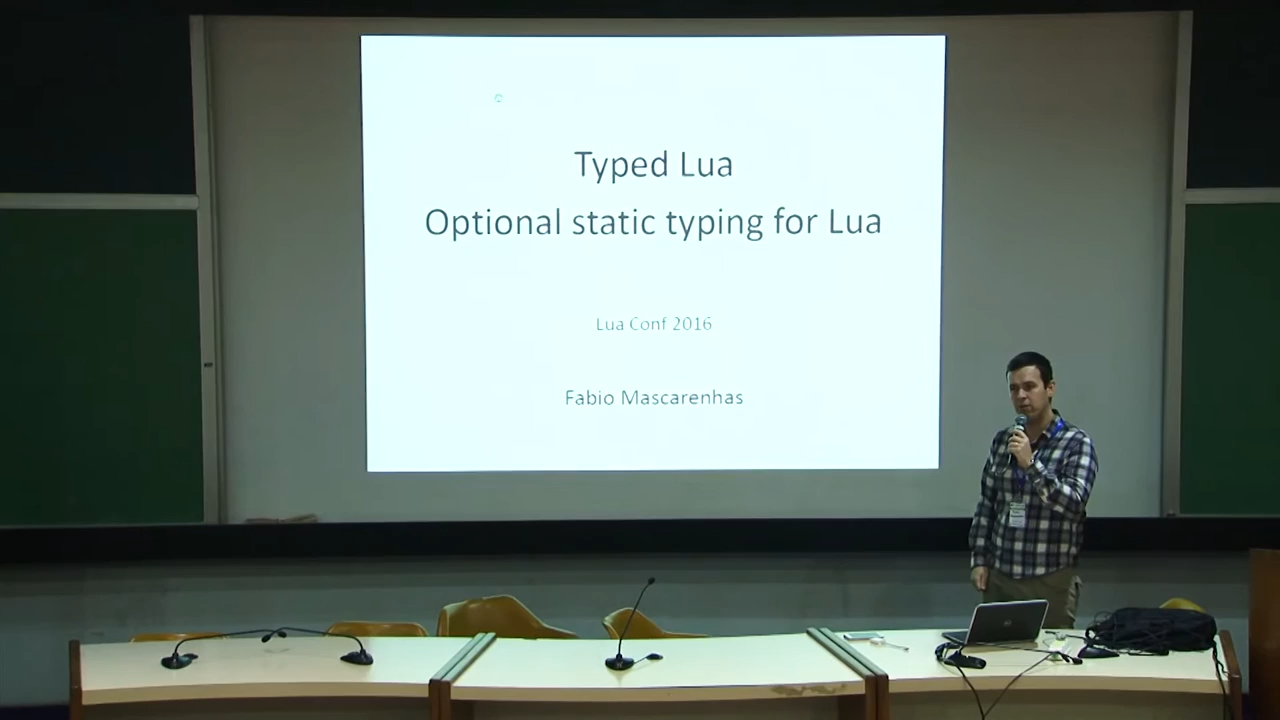 Typed Lua
Optional static typing for Lua
Lua Conf 2016
Fabio Mascarenhas